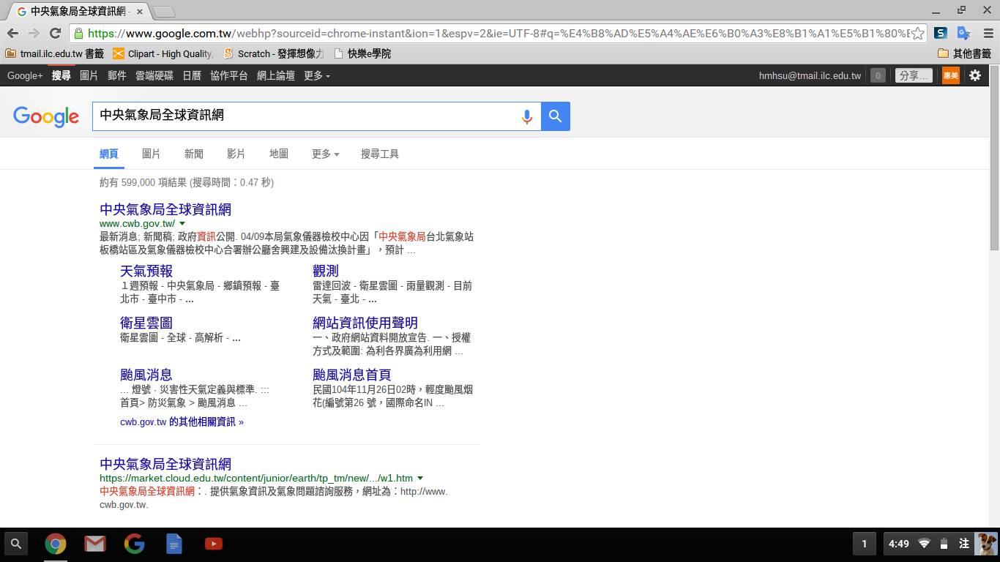 中央氣象局全球資訊網 -
https://www.google.com.tw/webhp?sourceid=chrome-instant&ion=1&espv=2&ie=UTF-8#q=%E4%B8%AD%E5%A4%AE%E6%B0%A3%E8%B1%A1%E5%B1%80%E
tmail.ilc.edu.tw 書籤 Clipart - High Quality, Scratch - 發揮想像力 快樂e學院 其他書籤
Google+ 搜尋 圖片 郵件 雲端硬碟 日曆 協作平台 網上論壇 更多 hmhsu@tmail.ilc.edu.tw 0 分享… 惠美
Google 中央氣象局全球資訊網
網頁 圖片 新聞 影片 地圖 更多 搜尋工具
約有 599,000 項結果 (搜尋時間：0.47 秒)
中央氣象局全球資訊網
www.cwb.gov.tw/
最新消息; 新聞稿; 政府資訊公開. 04/09本局氣象儀器檢校中心因「中央氣象局台北氣象站
板橋站區及氣象儀器檢校中心合署辦公廳舍興建及設備汰換計畫」，預計 ...
天氣預報
１週預報 - 中央氣象局 - 鄉鎮預報 - 臺
北市 - 臺中市 - ...
觀測
雷達回波 - 衛星雲圖 - 雨量觀測 - 目前
天氣 - 臺北 - ...
衛星雲圖
衛星雲圖 - 全球 - 高解析 - ...
網站資訊使用聲明
一、政府網站資料開放宣告. 一、授權
方式及範圍: 為利各界廣為利用網 ...
颱風消息
... 燈號 · 災害性天氣定義與標準. :::
首頁> 防災氣象 > 颱風消息 ...
颱風消息首頁
民國104年11月26日02時，輕度颱風烟
花(編號第26 號，國際命名IN ...
cwb.gov.tw 的其他相關資訊 »
中央氣象局全球資訊網
https://market.cloud.edu.tw/content/junior/earth/tp_tm/new/.../w1.htm
中央氣象局全球資訊網：. 提供氣象資訊及氣象問題諮詢服務，網址為：http://www.
cwb.gov.tw.
1 4:49 注